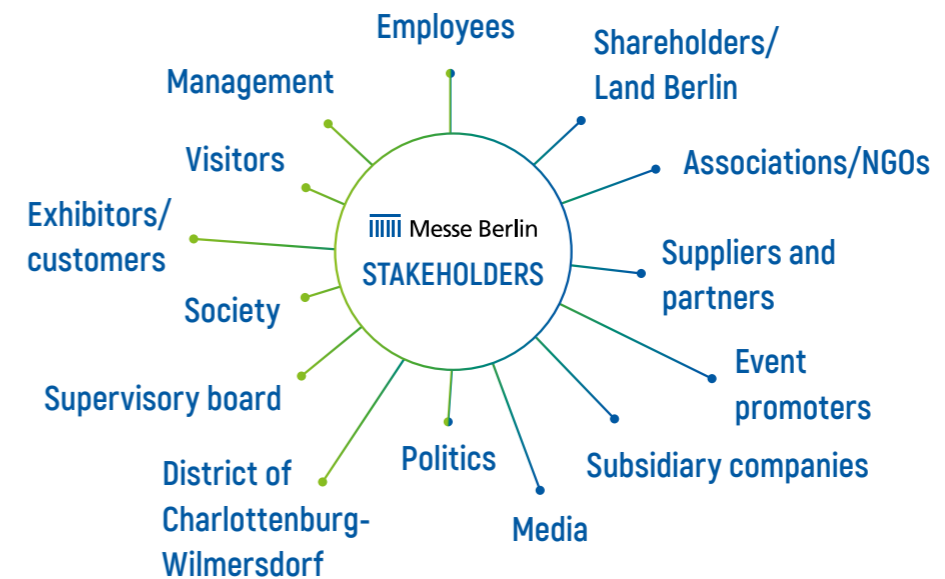 Employees
Shareholders/
Land Berlin
Management
Visitors
Associations/NGOs
Exhibitors/
customers
Messe Berlin
STAKEHOLDERS
Suppliers and
partners
Society
Supervisory board
Event
promoters
District of
Charlottenburg-
Wilmersdorf
Politics
Subsidiary companies
Media